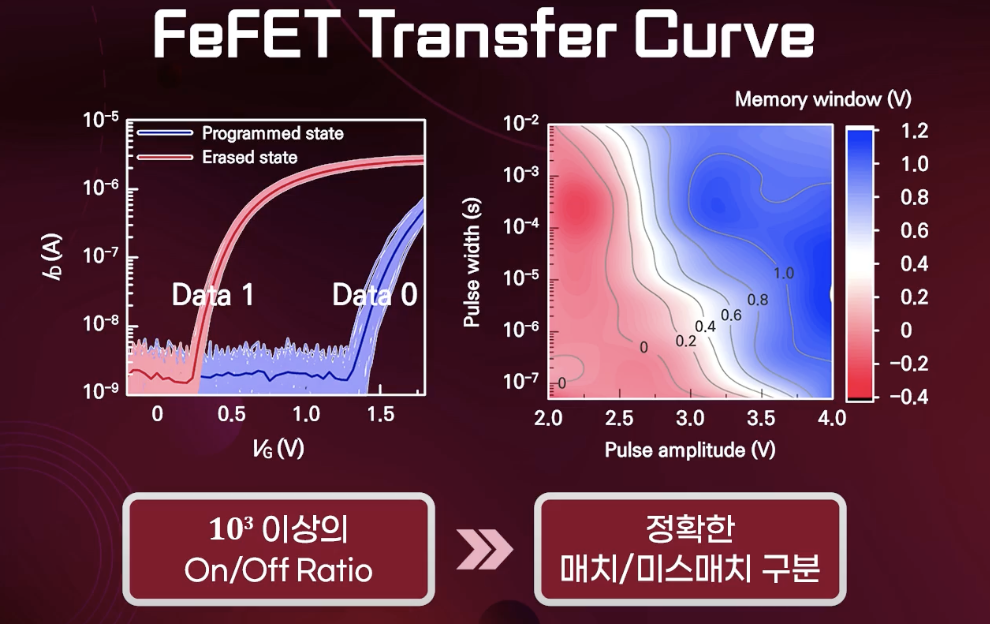 FeFET Transfer Curve
10⁻⁵
10⁻⁶
10⁻⁷
10⁻⁸
10⁻⁹
I_D (A)
Programmed state
Erased state
Data 1
Data 0
0
0.5
1.0
1.5
V_G (V)
Memory window (V)
10⁻²
10⁻³
10⁻⁴
10⁻⁵
10⁻⁶
10⁻⁷
Pulse width (s)
1.0
0.8
0.6
0.4
0.2
0
0
2.0
2.5
3.0
3.5
4.0
Pulse amplitude (V)
1.2
1.0
0.8
0.6
0.4
0.2
0
−0.2
−0.4
10³ 이상의
On/Off Ratio
정확한
매치/미스매치 구분